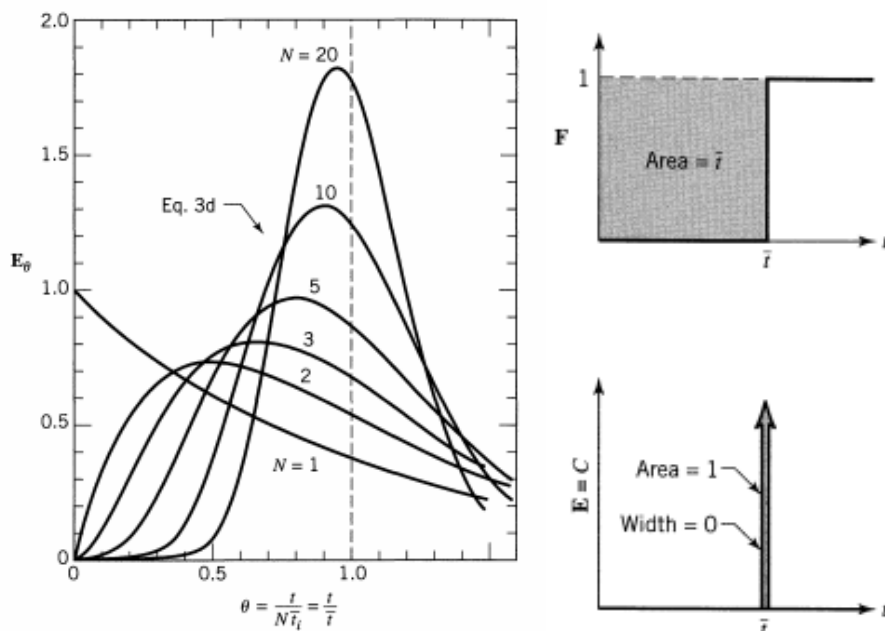 2.0
N = 20
1.5
10
Eq. 3d
E_θ
1.0
5
3
2
0.5
N = 1
0
0
0.5
1.0
θ = t / N t̄_i = t / t̄
1
F
Area = t̄
t
t̄
E ≡ C
Area = 1
Width = 0
t
t̄